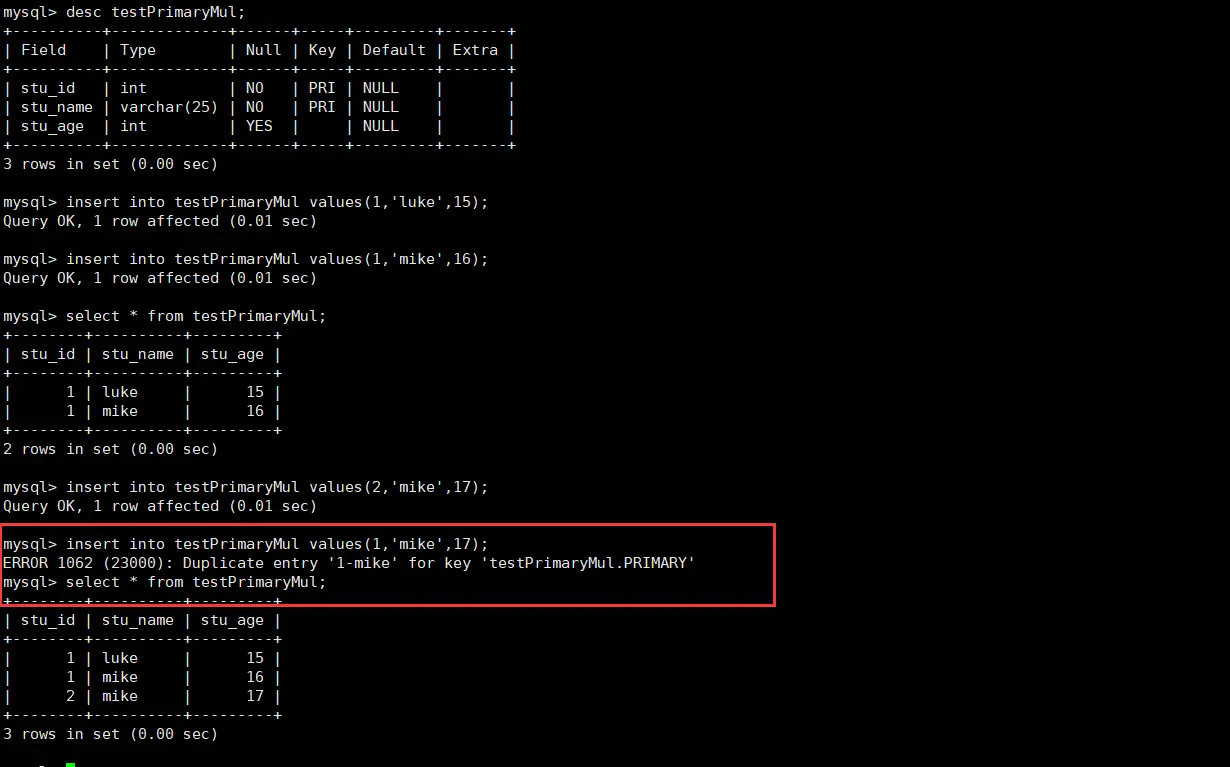 mysql> desc testPrimaryMul;
+----------+-------------+------+-----+---------+-------+
| Field    | Type        | Null | Key | Default | Extra |
+----------+-------------+------+-----+---------+-------+
| stu_id   | int         | NO   | PRI | NULL    |       |
| stu_name | varchar(25) | NO   | PRI | NULL    |       |
| stu_age  | int         | YES  |     | NULL    |       |
+----------+-------------+------+-----+---------+-------+
3 rows in set (0.00 sec)
mysql> insert into testPrimaryMul values(1,'luke',15);
Query OK, 1 row affected (0.01 sec)
mysql> insert into testPrimaryMul values(1,'mike',16);
Query OK, 1 row affected (0.01 sec)
mysql> select * from testPrimaryMul;
+--------+----------+---------+
| stu_id | stu_name | stu_age |
+--------+----------+---------+
|      1 | luke     |      15 |
|      1 | mike     |      16 |
+--------+----------+---------+
2 rows in set (0.00 sec)
mysql> insert into testPrimaryMul values(2,'mike',17);
Query OK, 1 row affected (0.01 sec)
mysql> insert into testPrimaryMul values(1,'mike',17);
ERROR 1062 (23000): Duplicate entry '1-mike' for key 'testPrimaryMul.PRIMARY'
mysql> select * from testPrimaryMul;
+--------+----------+---------+
| stu_id | stu_name | stu_age |
+--------+----------+---------+
|      1 | luke     |      15 |
|      1 | mike     |      16 |
|      2 | mike     |      17 |
+--------+----------+---------+
3 rows in set (0.00 sec)